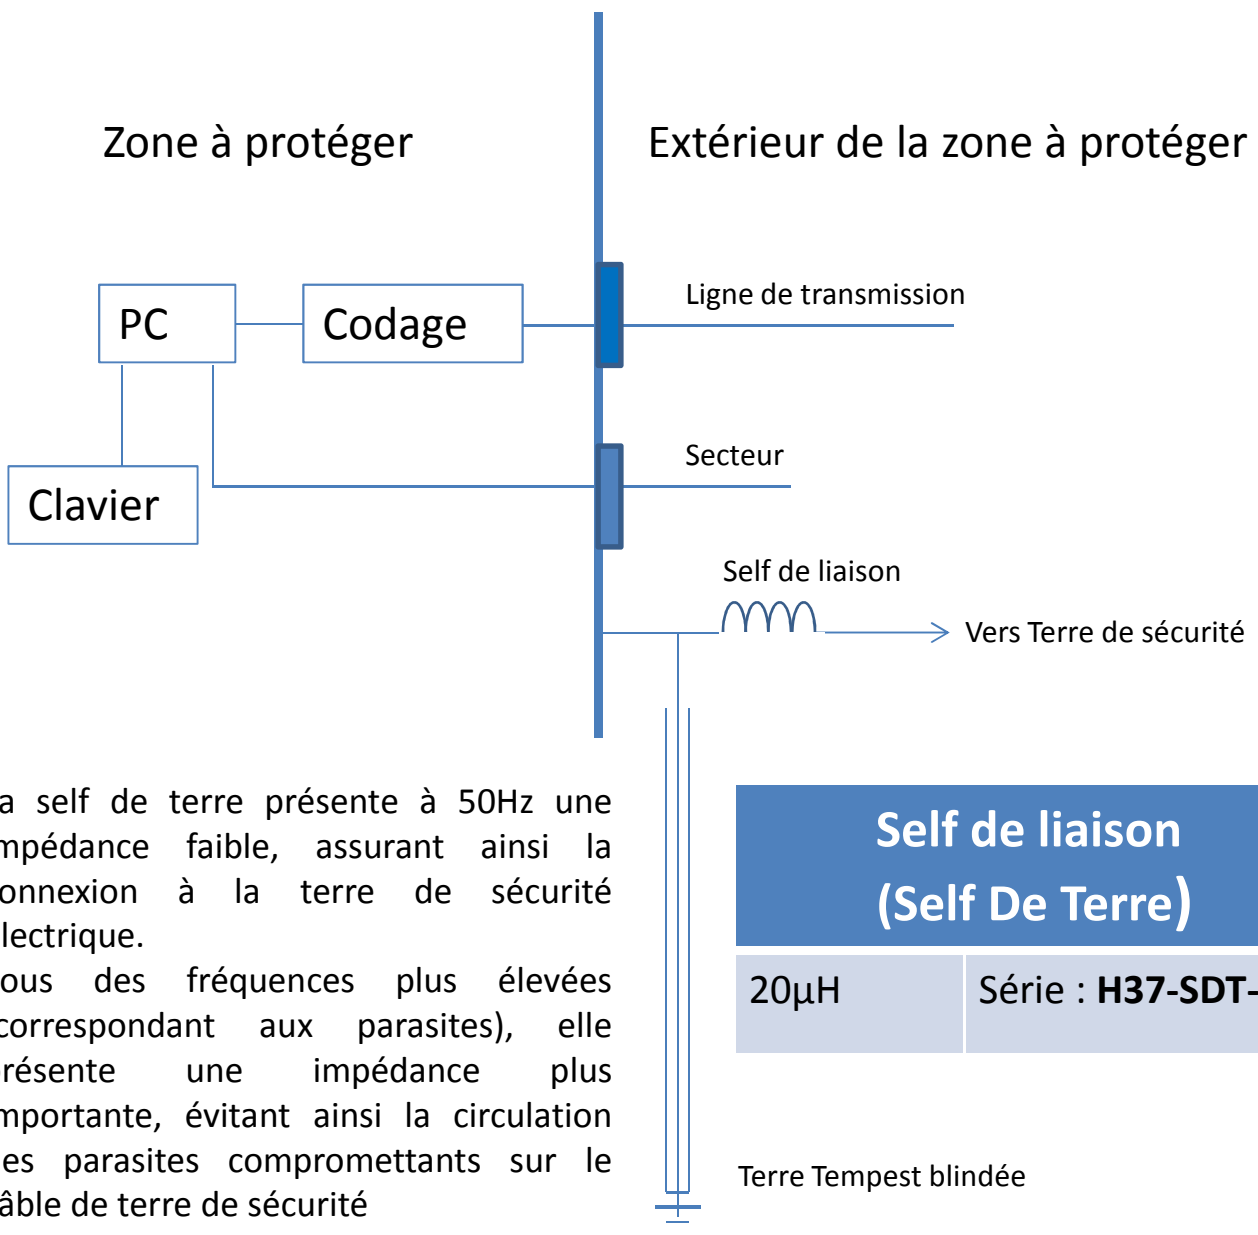 Zone à protéger
Extérieur de la zone à protéger
Ligne de transmission
PC
Codage
Secteur
Clavier
Self de liaison
Vers Terre de sécurité
a self de terre présente à 50Hz une
mpédance faible, assurant ainsi la
onnexion à la terre de sécurité
lectrique.
ous des fréquences plus élevées
correspondant aux parasites), elle
résente une impédance plus
mportante, évitant ainsi la circulation
es parasites compromettants sur le
âble de terre de sécurité
Self de liaison
(Self De Terre)
20µH
Série : H37-SDT-
Terre Tempest blindée